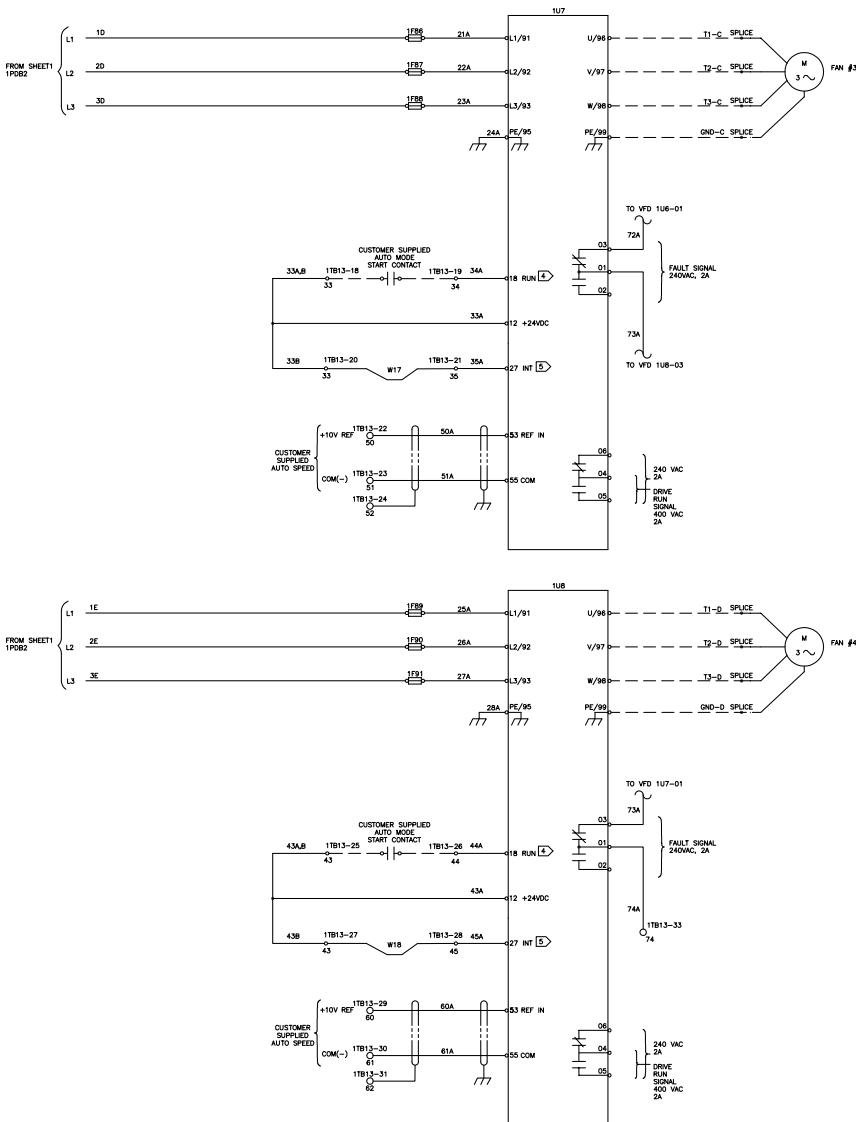 1U7
FROM SHEET1
1PDB2
L1 1D 1F86 21A L1/91 U/96 T1-C SPLICE
L2 2D 1F87 22A L2/92 V/97 T2-C SPLICE
L3 3D 1F88 23A L3/93 W/98 T3-C SPLICE
M
3
FAN #3
24A PE/95 PE/99 GND-C SPLICE
TO VFD 1U6-01
72A
CUSTOMER SUPPLIED
AUTO MODE
START CONTACT
33A,B 1TB13-18 1TB13-19 34A 18 RUN 4
33 34
03
01
02
FAULT SIGNAL
240VAC, 2A
33A 12 +24VDC
73A
33B 1TB13-20 W17 1TB13-21 35A 27 INT 5
33 35
TO VFD 1U8-03
CUSTOMER
SUPPLIED
AUTO SPEED
+10V REF 1TB13-22 50A 53 REF IN
50
COM(-) 1TB13-23 51A 55 COM
51
1TB13-24
52
06
04
05
240 VAC
2A
DRIVE
RUN
SIGNAL
400 VAC
2A
1U8
FROM SHEET1
1PDB2
L1 1E 1F89 25A L1/91 U/96 T1-D SPLICE
L2 2E 1F90 26A L2/92 V/97 T2-D SPLICE
L3 3E 1F91 27A L3/93 W/98 T3-D SPLICE
M
3
FAN #4
28A PE/95 PE/99 GND-D SPLICE
TO VFD 1U7-01
73A
CUSTOMER SUPPLIED
AUTO MODE
START CONTACT
43A,B 1TB13-25 1TB13-26 44A 18 RUN 4
43 44
03
01
02
FAULT SIGNAL
240VAC, 2A
43A 12 +24VDC
74A
1TB13-33
74
43B 1TB13-27 W18 1TB13-28 45A 27 INT 5
43 45
CUSTOMER
SUPPLIED
AUTO SPEED
+10V REF 1TB13-29 60A 53 REF IN
60
COM(-) 1TB13-30 61A 55 COM
61
1TB13-31
62
06
04
05
240 VAC
2A
DRIVE
RUN
SIGNAL
400 VAC
2A